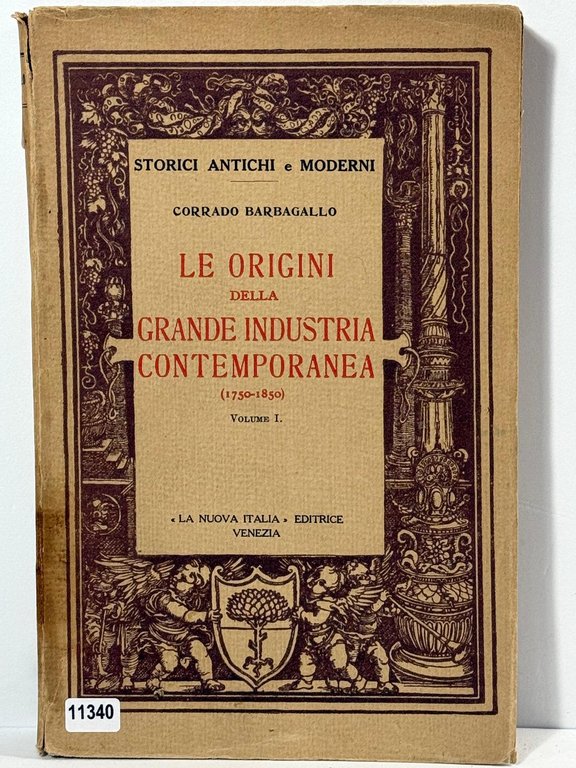 STORICI ANTICHI e MODERNI
CORRADO BARBAGALLO
LE ORIGINI
DELLA
GRANDE INDUSTRIA
CONTEMPORANEA
(1750-1850)
VOLUME I.
« LA NUOVA ITALIA » EDITRICE
VENEZIA
11340